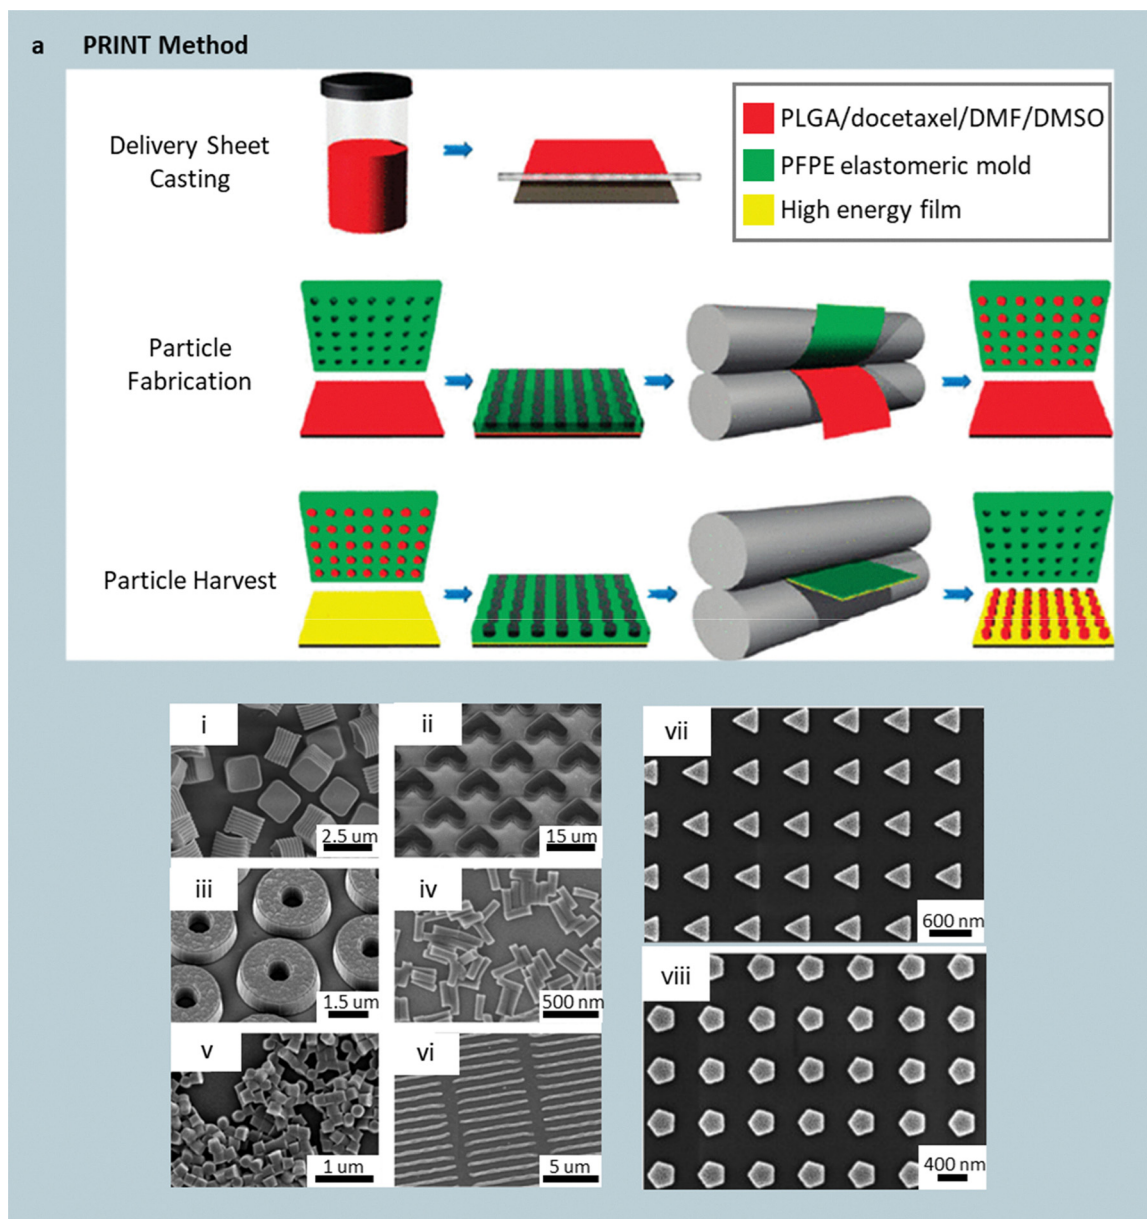 a PRINT Method
Delivery Sheet
Casting
PLGA/docetaxel/DMF/DMSO
PFPE elastomeric mold
High energy film
Particle
Fabrication
Particle Harvest
i
2.5 um
ii
15 um
iii
1.5 um
iv
500 nm
v
1 um
vi
5 um
vii
600 nm
viii
400 nm